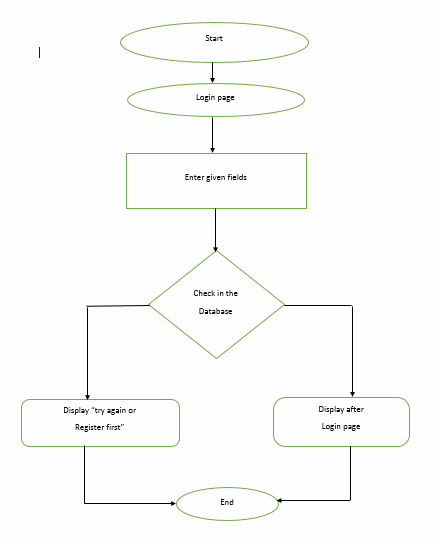 Start
Login page
Enter given fields
Check in the
Database
Display “try again or
Register first”
Display after
Login page
End